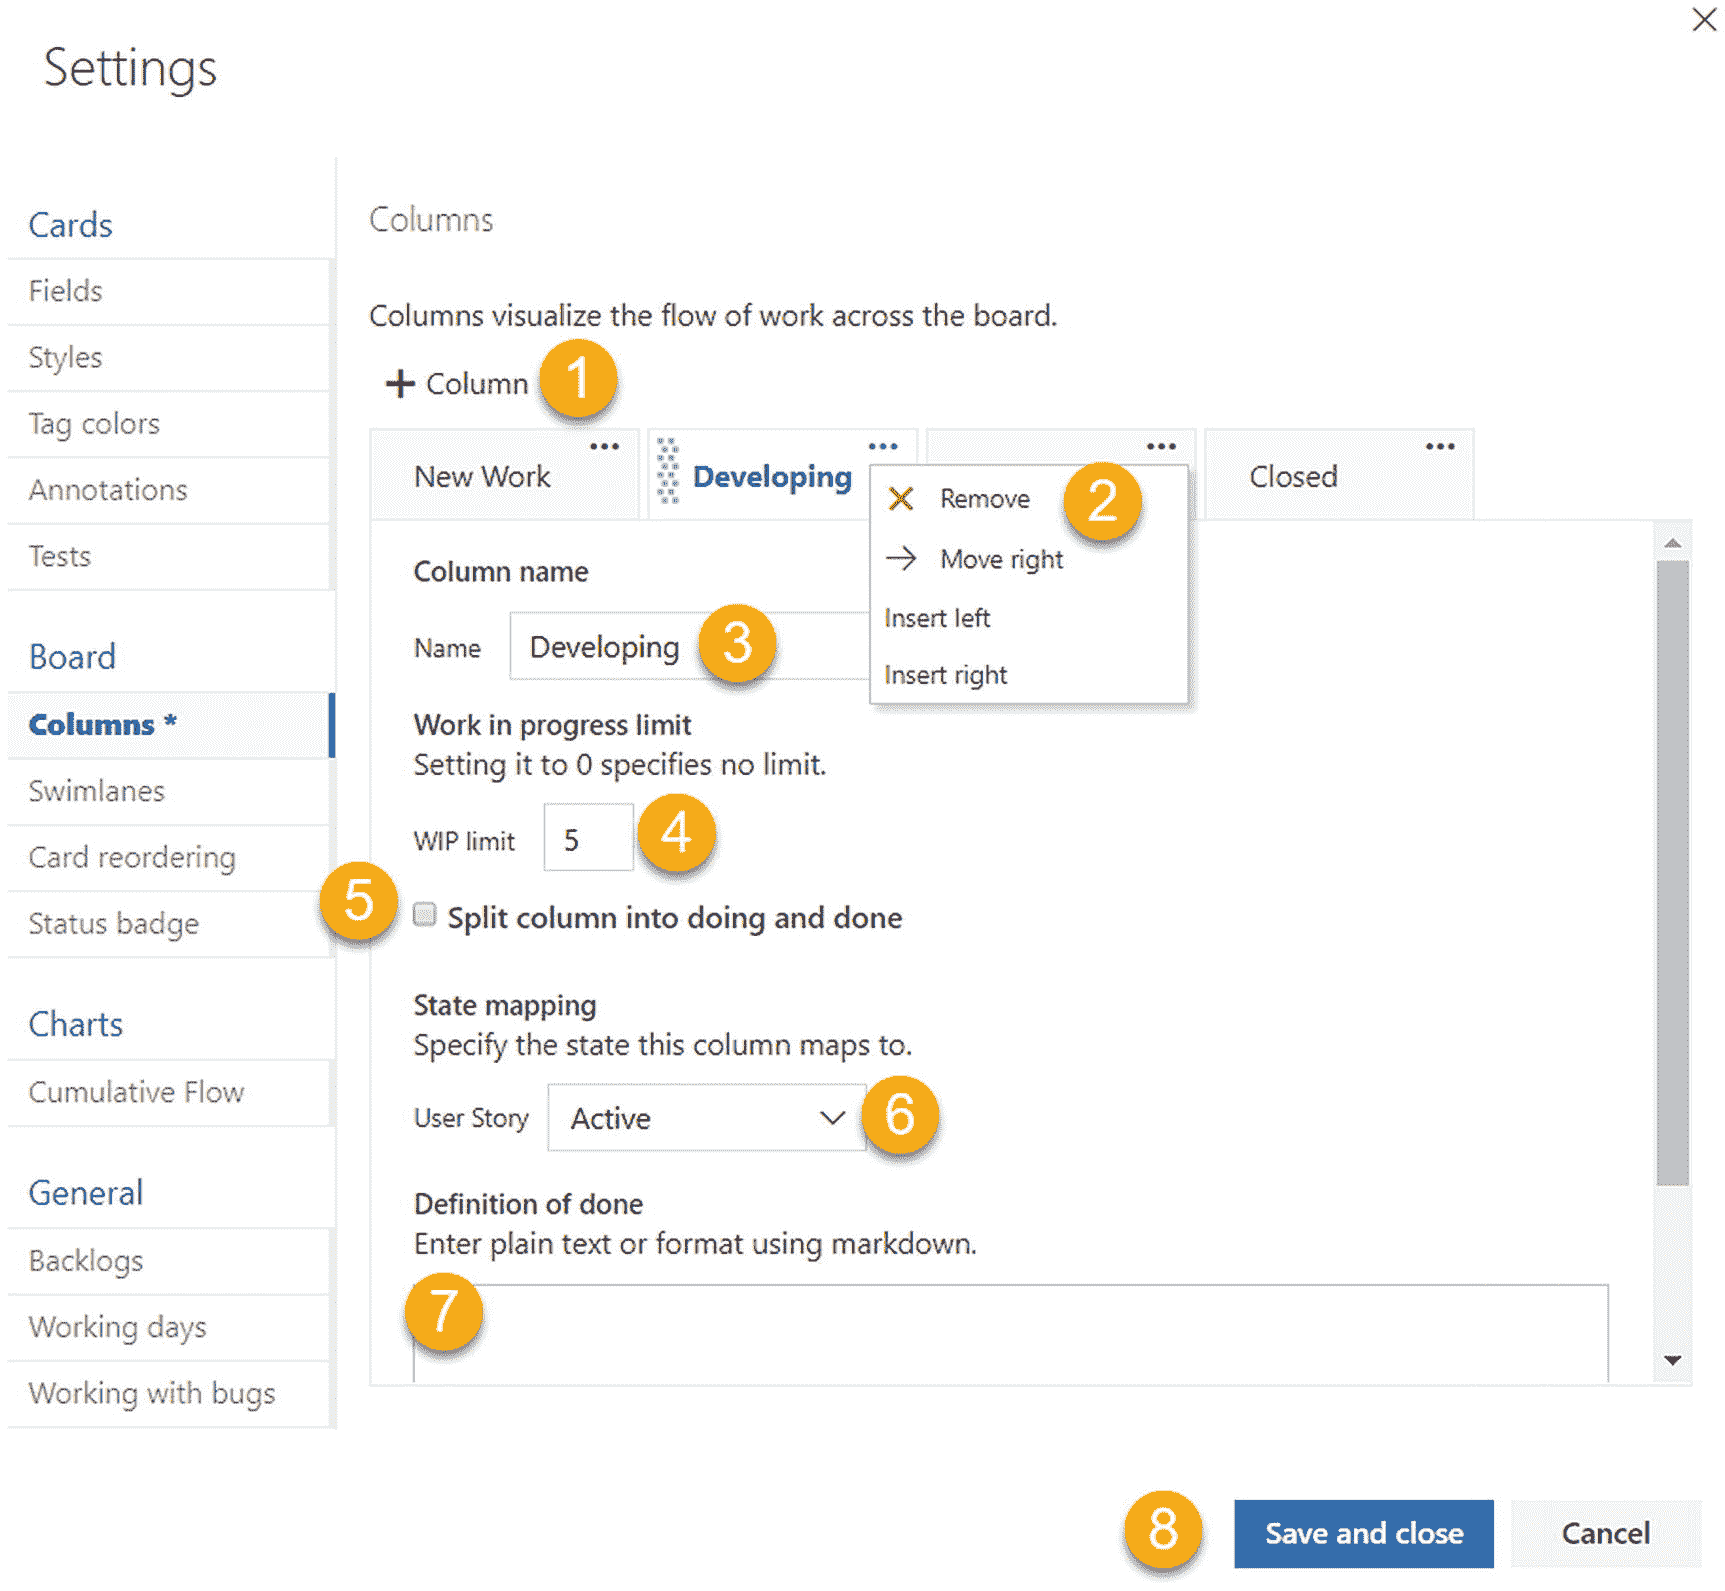 Settings
Cards
Fields
Styles
Tag colors
Annotations
Tests
Board
Columns *
Swimlanes
Card reordering
Status badge
Charts
Cumulative Flow
General
Backlogs
Working days
Working with bugs
Columns
Columns visualize the flow of work across the board.
+ Column 1
New Work ... Developing ... ... Closed ...
Remove 2
Move right
Insert left
Insert right
Column name
Name Developing 3
Work in progress limit
Setting it to 0 specifies no limit.
WIP limit 5 4
5 Split column into doing and done
State mapping
Specify the state this column maps to.
User Story Active 6
Definition of done
Enter plain text or format using markdown.
7
8 Save and close Cancel